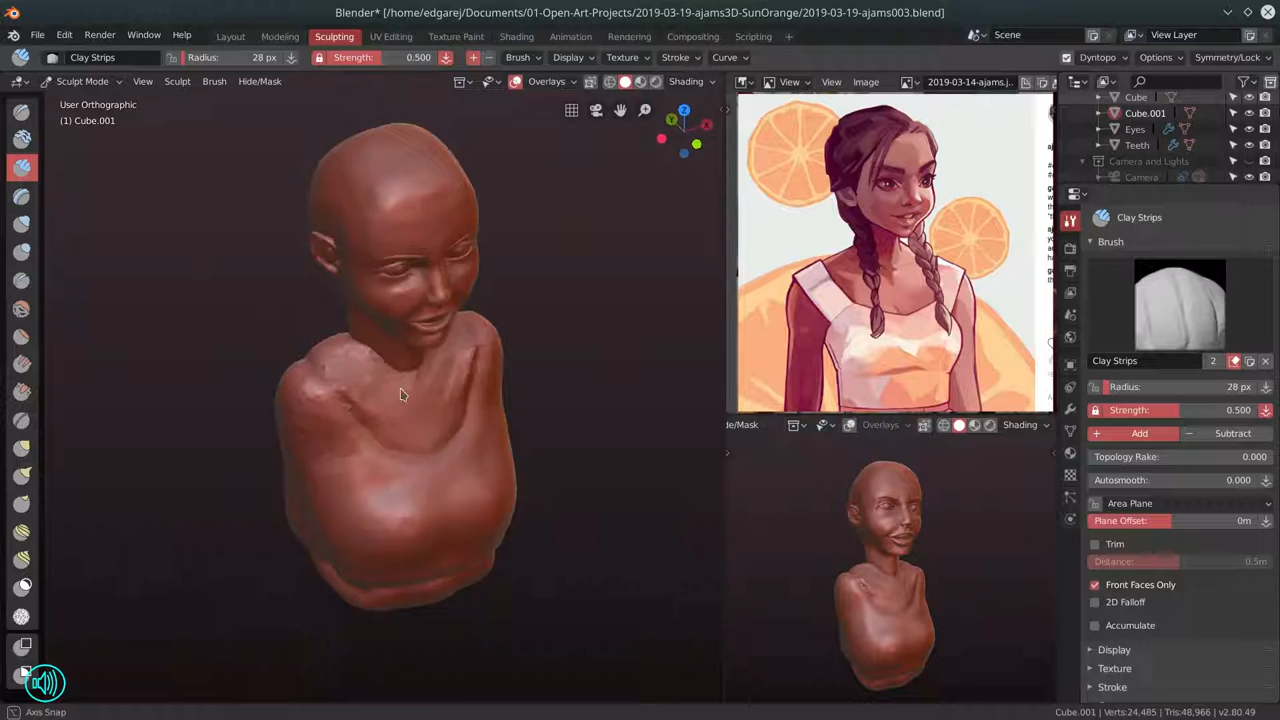 Blender* [/home/edgarej/Documents/01-Open-Art-Projects/2019-03-19-ajams3D-SunOrange/2019-03-19-ajams003.blend]
File Edit Render Window Help Layout Modeling Sculpting UV Editing Texture Paint Shading Animation Rendering Compositing Scripting + Scene View Layer
Clay Strips Radius: 28 px Strength: 0.500 + − Brush Display Texture Stroke Curve Dyntopo Options Symmetry/Lock
Sculpt Mode View Sculpt Brush Hide/Mask Overlays Shading View View Image 2019-03-14-ajams.j..
User Orthographic
(1) Cube.001
Z
Y
X
Cube
Cube.001
Eyes
Teeth
Camera and Lights
Camera
Clay Strips
Brush
Clay Strips 2
Radius: 28 px
Strength: 0.500
+ Add − Subtract
Topology Rake: 0.000
Autosmooth: 0.000
Area Plane
Plane Offset: 0m
Trim
Distance: 0.5m
Front Faces Only
2D Falloff
Accumulate
Display
Texture
Stroke
de/Mask Overlays Shading
Axis Snap
Cube.001 | Verts:24,485 | Tris:48,966 | v2.80.49